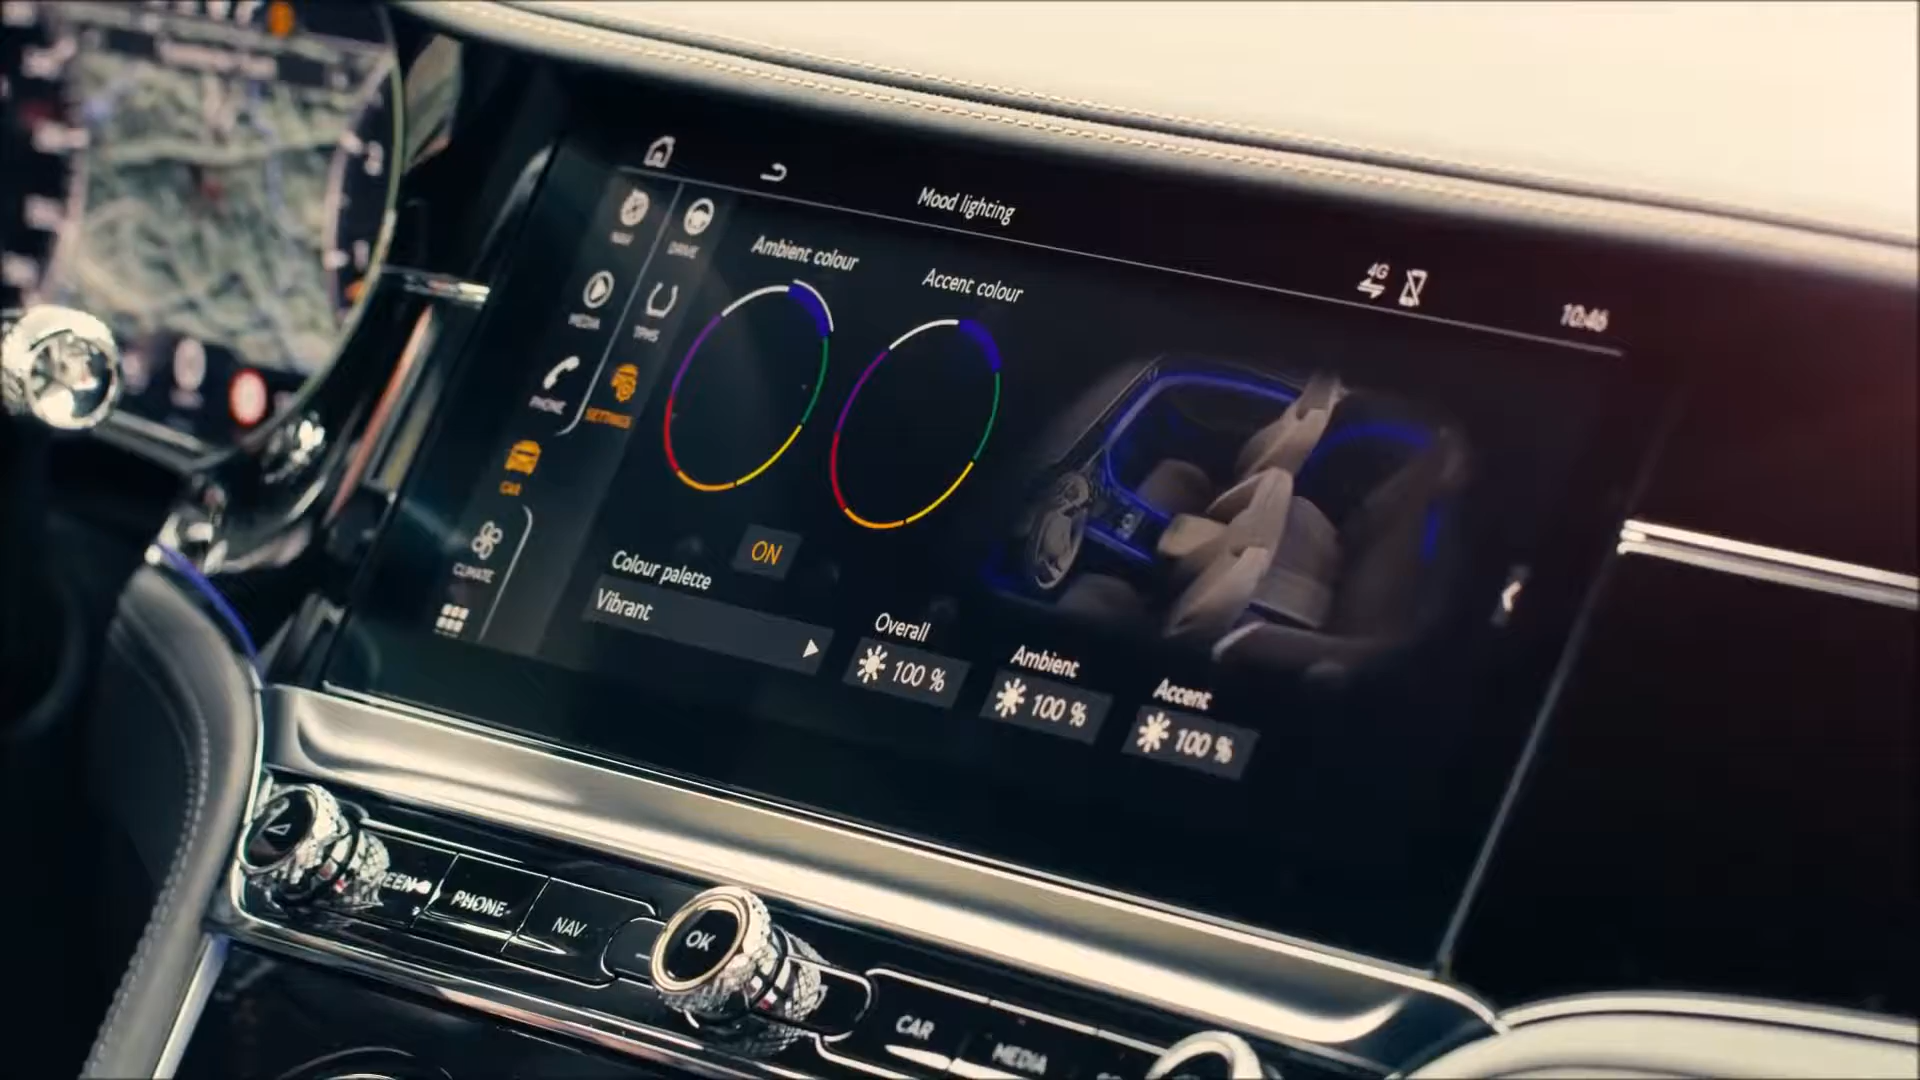 Mood lighting
4G
10:46
NAV
DRIVE
MEDIA
TPMS
PHONE
SETTINGS
CAR
CLIMATE
Ambient colour
Accent colour
ON
Colour palette
Vibrant
Overall
100 %
Ambient
100 %
Accent
100 %
PHONE
NAV
OK
CAR
MEDIA